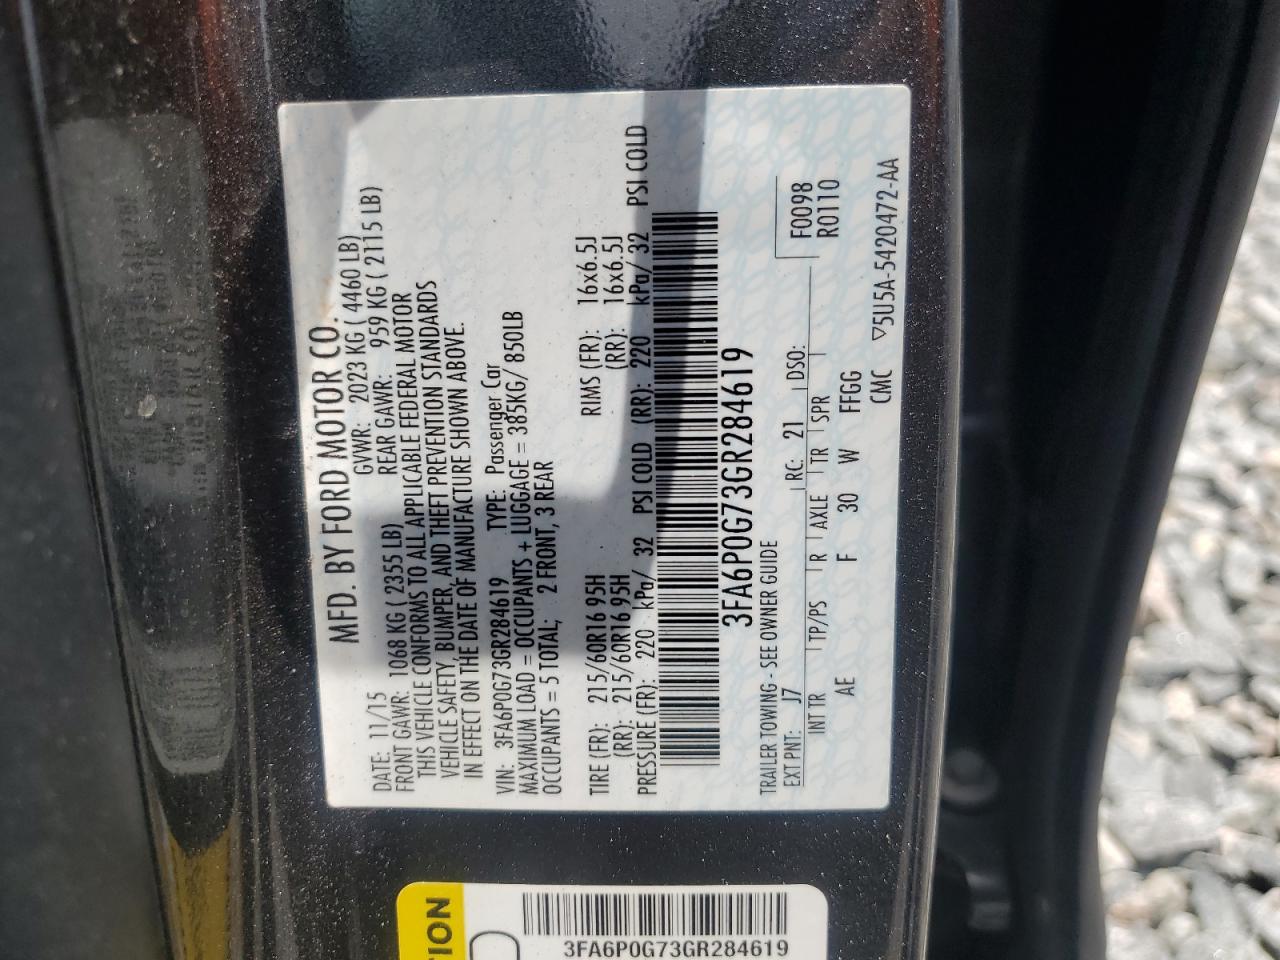 MFD. BY FORD MOTOR CO.
DATE: 11/15 GVWR: 2023 KG ( 4460 LB)
FRONT GAWR: 1068 KG ( 2355 LB) REAR GAWR: 959 KG ( 2115 LB)
THIS VEHICLE CONFORMS TO ALL APPLICABLE FEDERAL MOTOR
VEHICLE SAFETY, BUMPER, AND THEFT PREVENTION STANDARDS
IN EFFECT ON THE DATE OF MANUFACTURE SHOWN ABOVE.
VIN: 3FA6P0G73GR284619 TYPE: Passenger Car
MAXIMUM LOAD = OCCUPANTS + LUGGAGE = 385KG/ 850LB
OCCUPANTS = 5 TOTAL; 2 FRONT, 3 REAR
TIRE (FR): 215/60R16 95H RIMS (FR): 16x6.5J
(RR): 215/60R16 95H (RR): 16x6.5J
PRESSURE (FR): 220 kPa/ 32 PSI COLD (RR): 220 kPa/ 32 PSI COLD
3FA6P0G73GR284619
TRAILER TOWING - SEE OWNER GUIDE
F0098
R0110
EXT PNT: J7 RC: 21 DSO:
INT TR TP/PS R AXLE TR SPR
AE F 30 W FFGG
CMC ▽5U5A-5420472-AA
3FA6P0G73GR284619